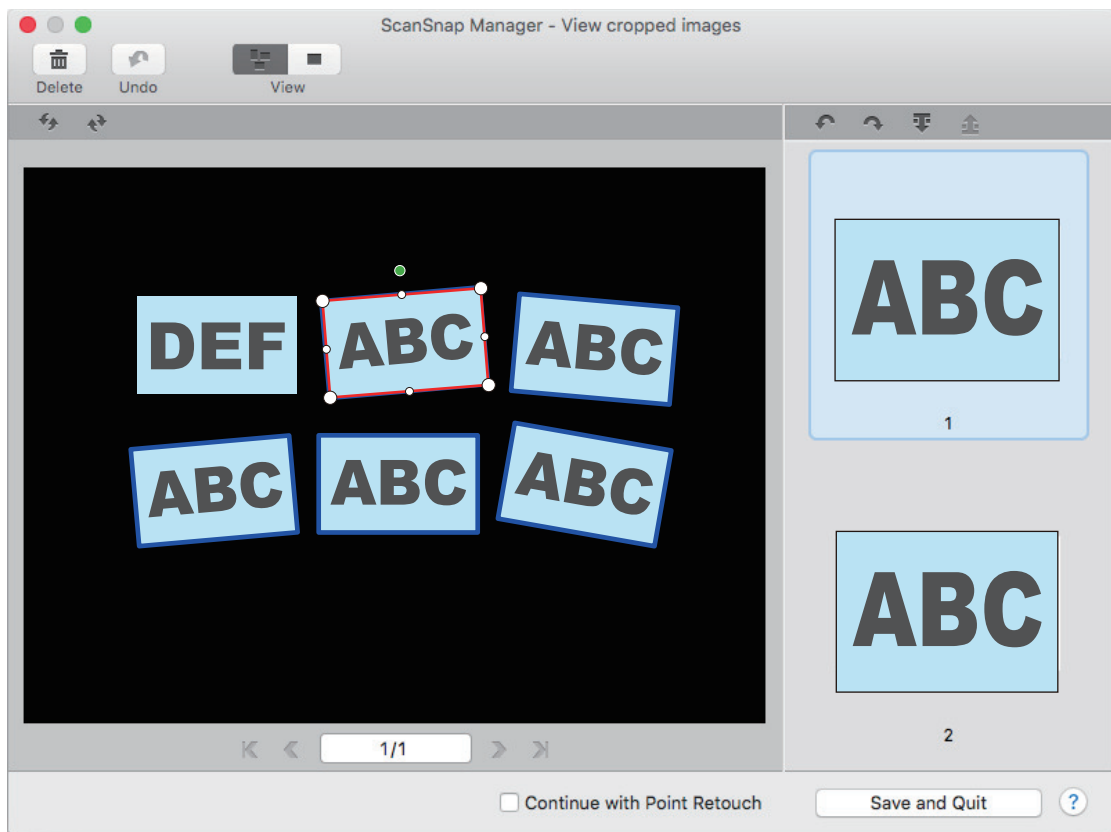 ScanSnap Manager - View cropped images
Delete Undo View
DEF ABC ABC
ABC ABC ABC
ABC
1
ABC
2
1/1
Continue with Point Retouch Save and Quit ?